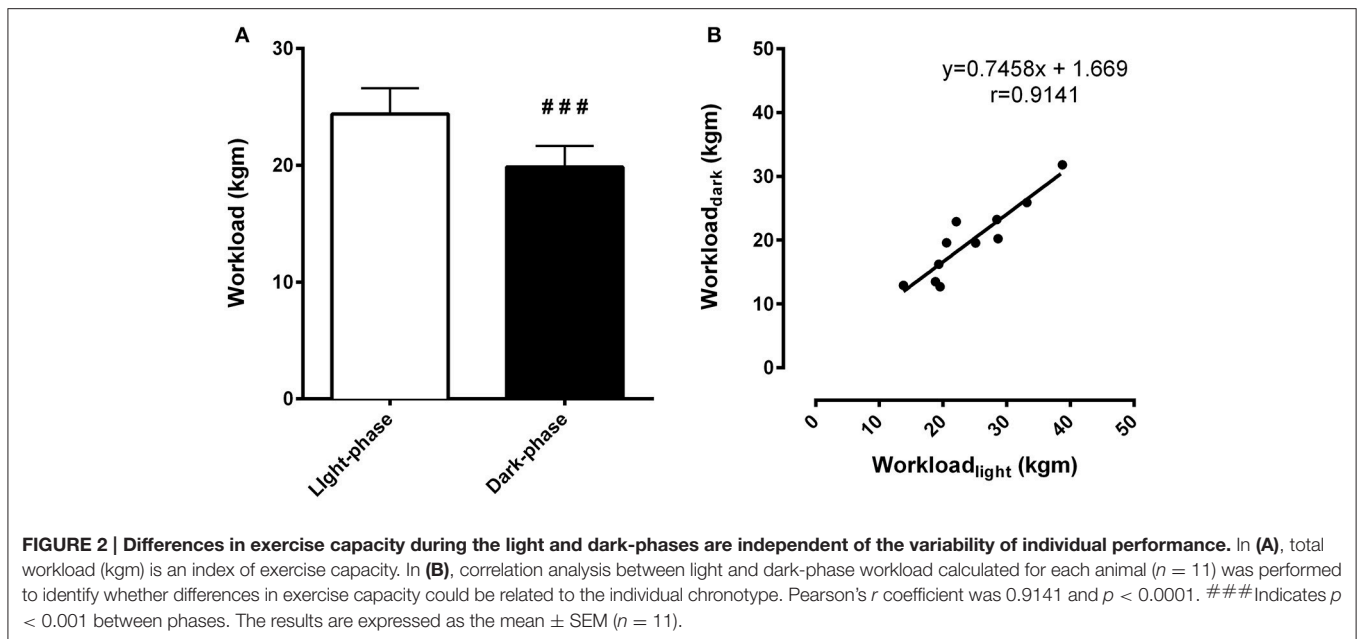 A
30
20
10
0
Workload (kgm)
# # #
LIght-phase
Dark-phase
B
50
40
30
20
10
0
Workload_dark (kgm)
y=0.7458x + 1.669
r=0.9141
0
10
20
30
40
50
Workload_light (kgm)
FIGURE 2 | Differences in exercise capacity during the light and dark-phases are independent of the variability of individual performance. In (A), total
workload (kgm) is an index of exercise capacity. In (B), correlation analysis between light and dark-phase workload calculated for each animal (n = 11) was performed
to identify whether differences in exercise capacity could be related to the individual chronotype. Pearson's r coefficient was 0.9141 and p < 0.0001. ###Indicates p
< 0.001 between phases. The results are expressed as the mean ± SEM (n = 11).